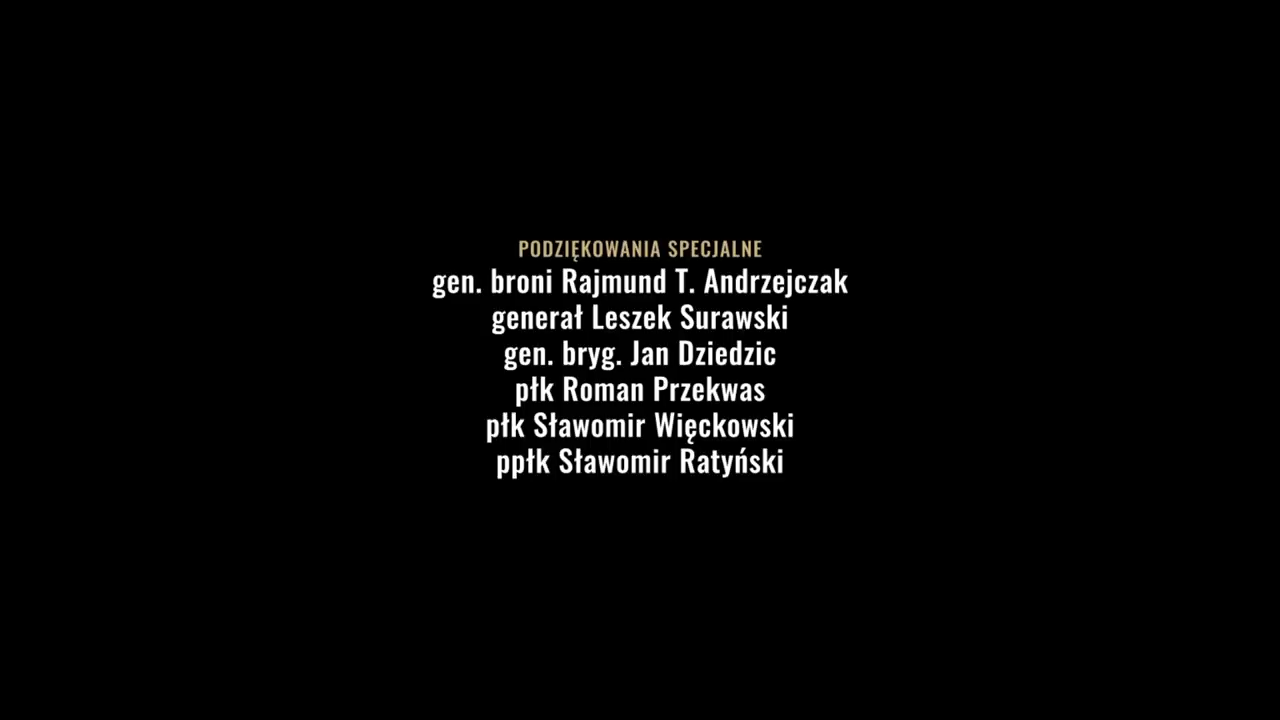 PODZIĘKOWANIA SPECJALNE
gen. broni Rajmund T. Andrzejczak
generał Leszek Surawski
gen. bryg. Jan Dziedzic
płk Roman Przekwas
płk Sławomir Więckowski
ppłk Sławomir Ratyński